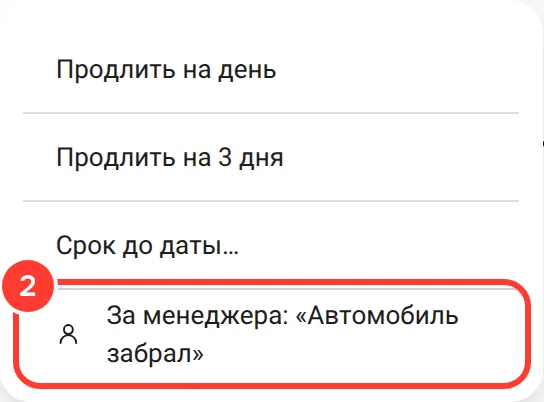 Продлить на день
Продлить на 3 дня
Срок до даты...
2
За менеджера: «Автомобиль
забрал»